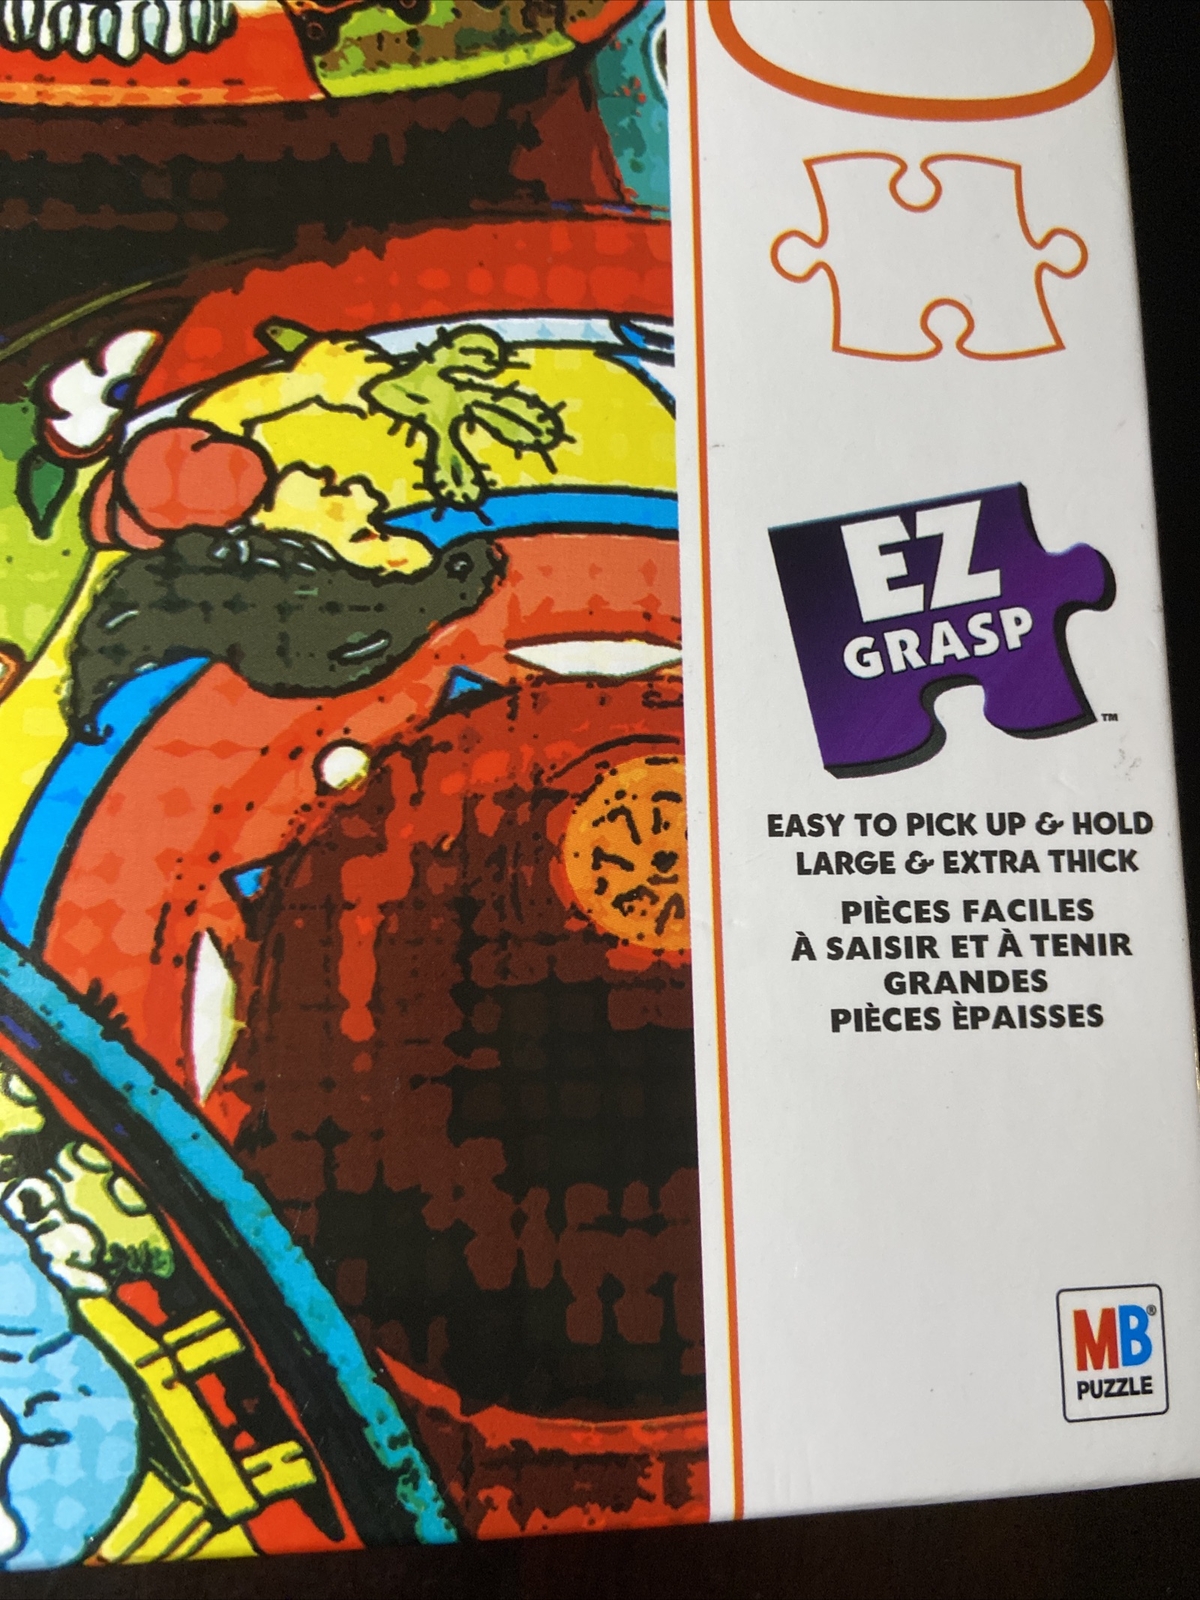 EZ
GRASP
TM
EASY TO PICK UP & HOLD
LARGE & EXTRA THICK
PIÈCES FACILES
À SAISIR ET À TENIR
GRANDES
PIÈCES ÈPAISSES
MB®
PUZZLE